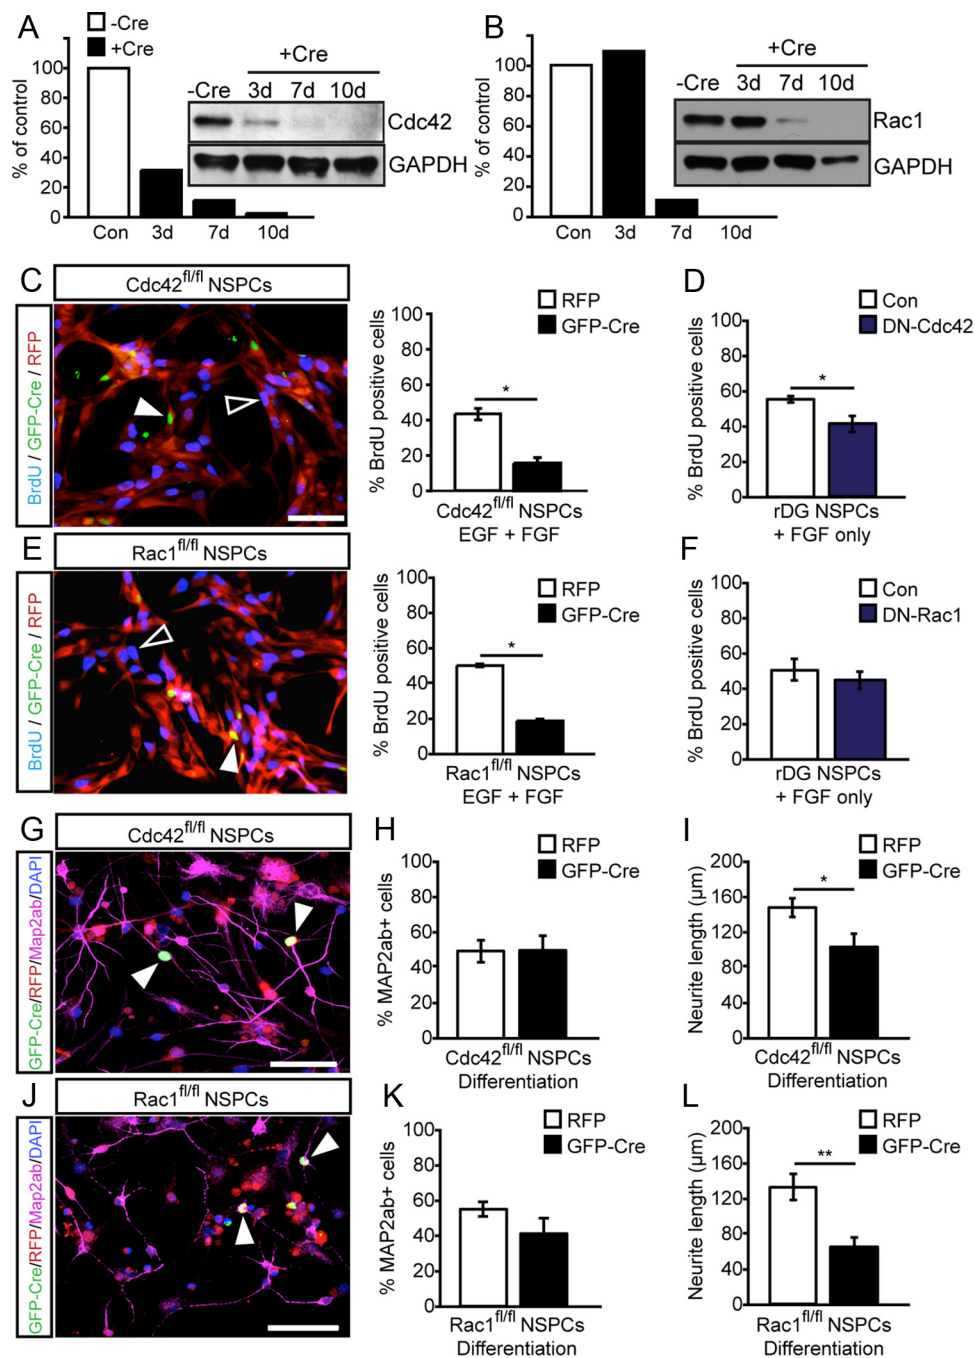 A
-Cre
+Cre
% of control
100
80
60
40
20
0
Con 3d 7d 10d
+Cre
-Cre 3d 7d 10d
Cdc42
GAPDH
B
% of control
100
80
60
40
20
0
Con 3d 7d 10d
+Cre
-Cre 3d 7d 10d
Rac1
GAPDH
C
Cdc42fl/fl NSPCs
BrdU / GFP-Cre / RFP
RFP
GFP-Cre
% BrdU positive cells
100
80
60
40
20
0
*
Cdc42fl/fl NSPCs
EGF + FGF
D
Con
DN-Cdc42
% BrdU positive cells
100
80
60
40
20
0
*
rDG NSPCs
+ FGF only
E
Rac1fl/fl NSPCs
BrdU / GFP-Cre / RFP
RFP
GFP-Cre
% BrdU positive cells
100
80
60
40
20
0
*
Rac1fl/fl NSPCs
EGF + FGF
F
Con
DN-Rac1
% BrdU positive cells
100
80
60
40
20
0
rDG NSPCs
+ FGF only
G
Cdc42fl/fl NSPCs
GFP-Cre/RFP/Map2ab/DAPI
H
RFP
GFP-Cre
% MAP2ab+ cells
100
80
60
40
20
0
Cdc42fl/fl NSPCs
Differentiation
I
RFP
GFP-Cre
Neurite length (µm)
200
160
120
80
40
0
*
Cdc42fl/fl NSPCs
Differentiation
J
Rac1fl/fl NSPCs
GFP-Cre/RFP/Map2ab/DAPI
K
RFP
GFP-Cre
% MAP2ab+ cells
100
80
60
40
20
0
Rac1fl/fl NSPCs
Differentiation
L
RFP
GFP-Cre
Neurite length (µm)
200
160
120
80
40
0
**
Rac1fl/fl NSPCs
Differentiation